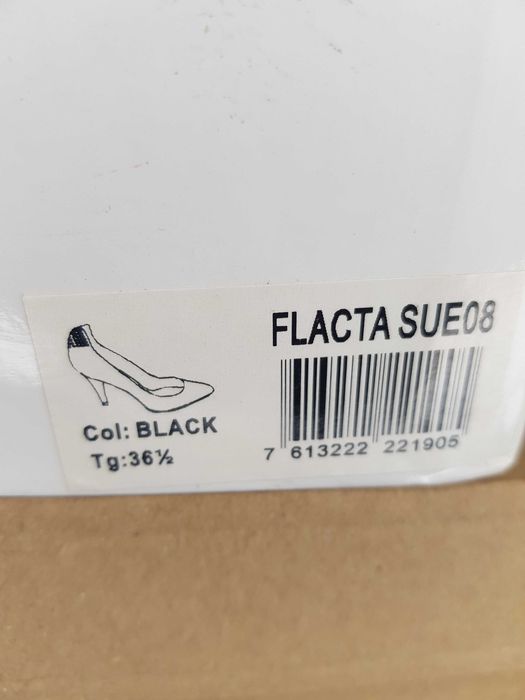 FLACTA SUE08
Col: BLACK
Tg:36½
7 613222 221905